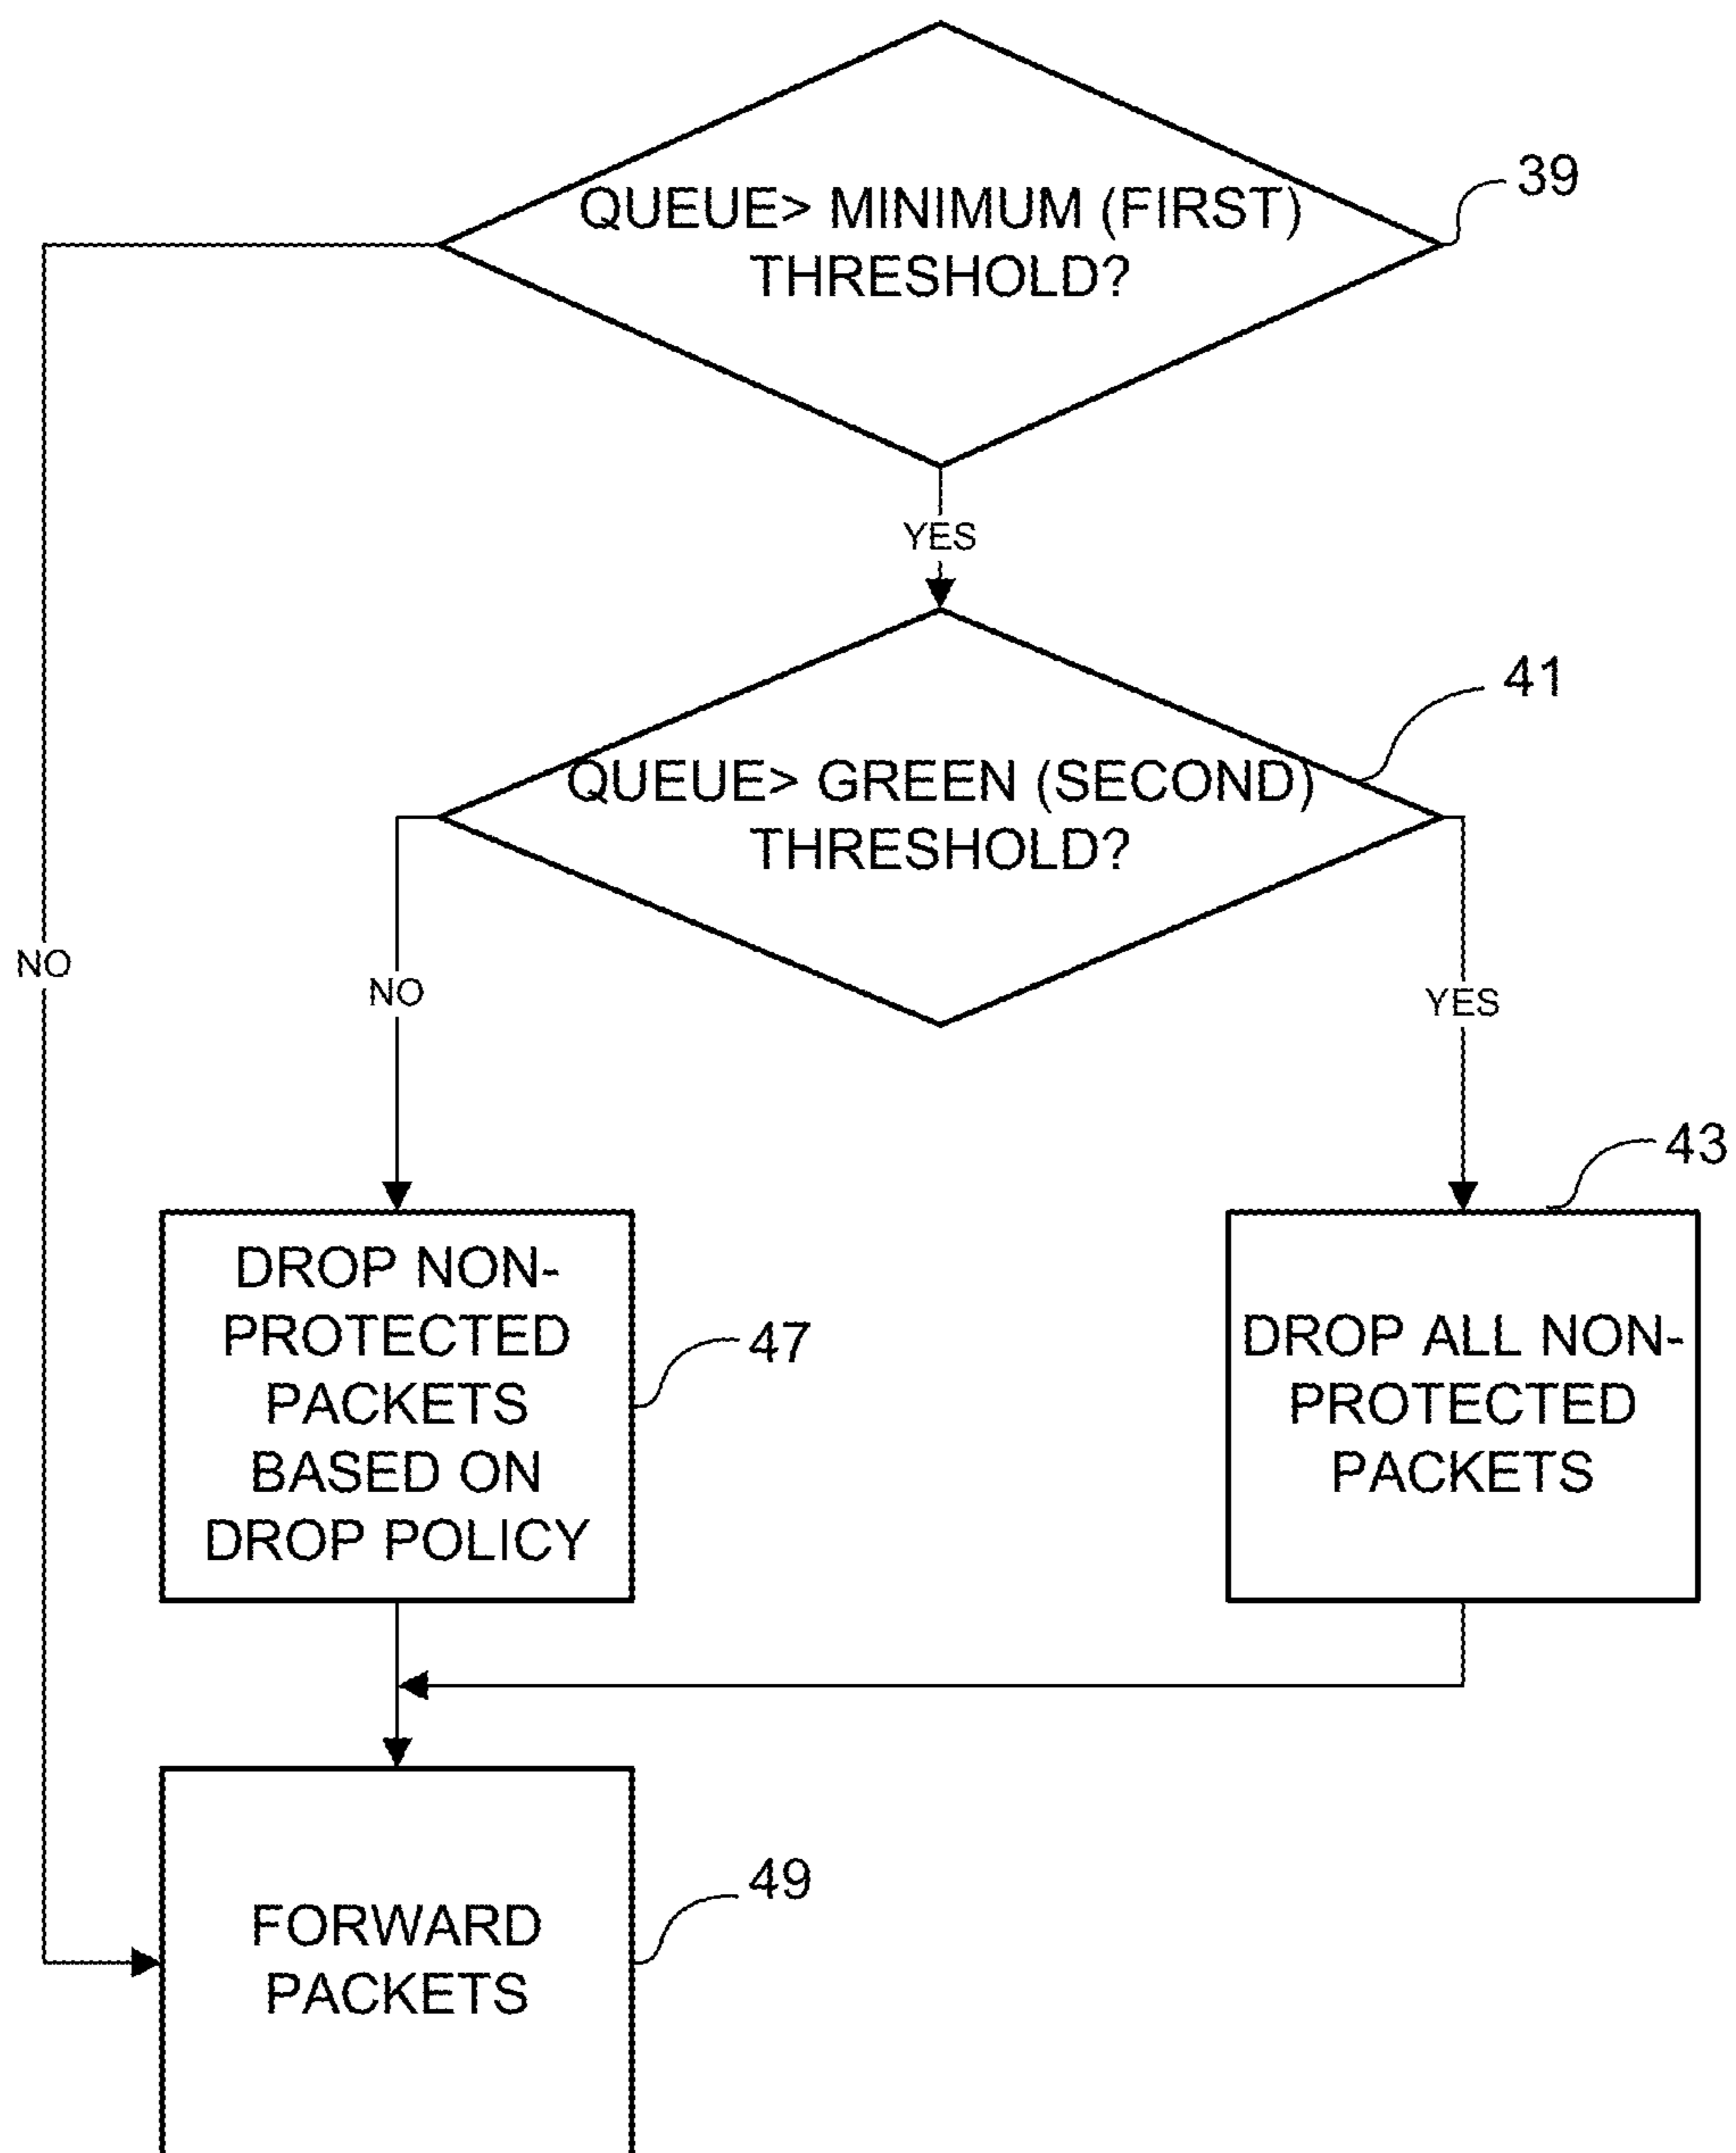 QUEUE> MINIMUM (FIRST)
THRESHOLD?
39
YES
QUEUE> GREEN (SECOND)
THRESHOLD?
41
NO
NO
YES
43
DROP NON-
PROTECTED
PACKETS
BASED ON
DROP POLICY
47
DROP ALL NON-
PROTECTED
PACKETS
FORWARD
PACKETS
49